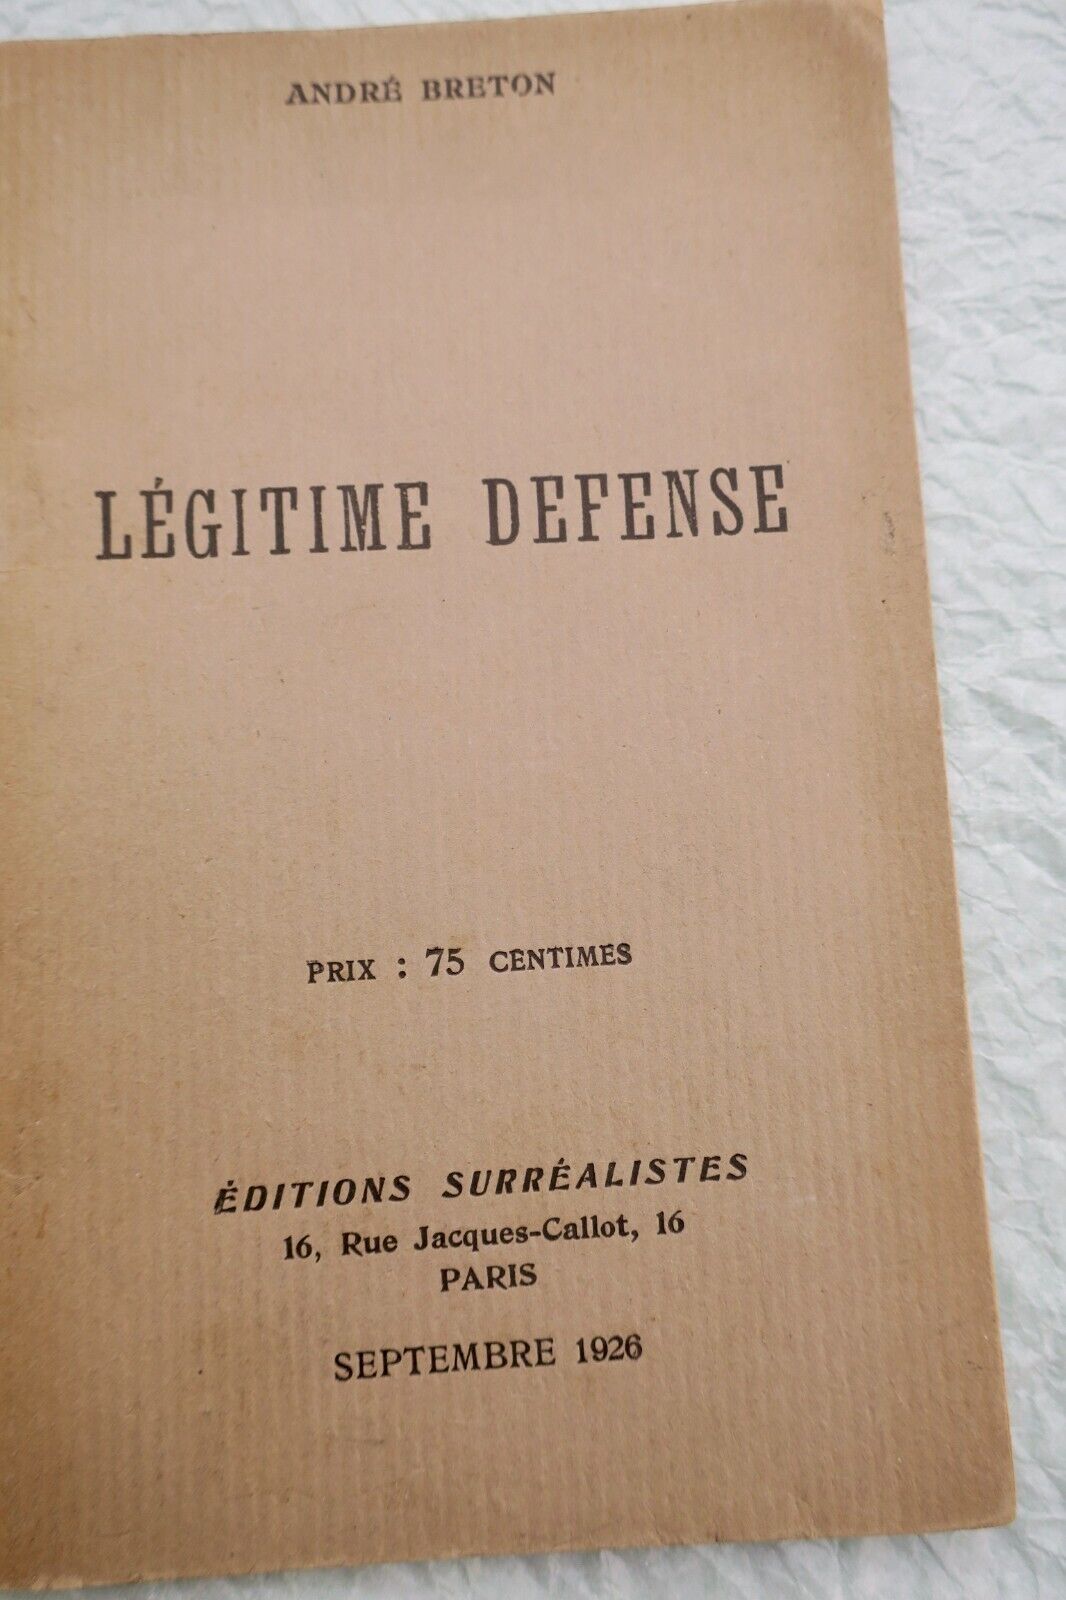 ANDRÉ BRETON
LÉGITIME DEFENSE
PRIX : 75 CENTIMES
ÉDITIONS SURRÉALISTES
16, Rue Jacques-Callot, 16
PARIS
SEPTEMBRE 1926